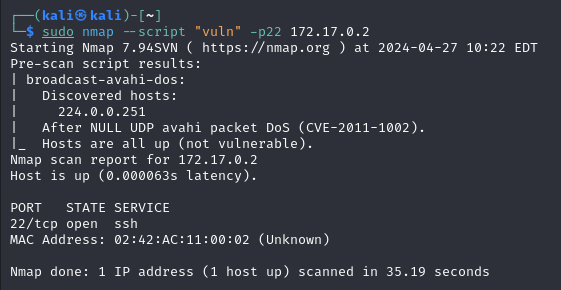 ┌──(kali㉿kali)-[~]
└─$ sudo nmap --script "vuln" -p22 172.17.0.2
Starting Nmap 7.94SVN ( https://nmap.org ) at 2024-04-27 10:22 EDT
Pre-scan script results:
| broadcast-avahi-dos:
|   Discovered hosts:
|     224.0.0.251
|   After NULL UDP avahi packet DoS (CVE-2011-1002).
|_  Hosts are all up (not vulnerable).
Nmap scan report for 172.17.0.2
Host is up (0.000063s latency).

PORT   STATE SERVICE
22/tcp open  ssh
MAC Address: 02:42:AC:11:00:02 (Unknown)

Nmap done: 1 IP address (1 host up) scanned in 35.19 seconds